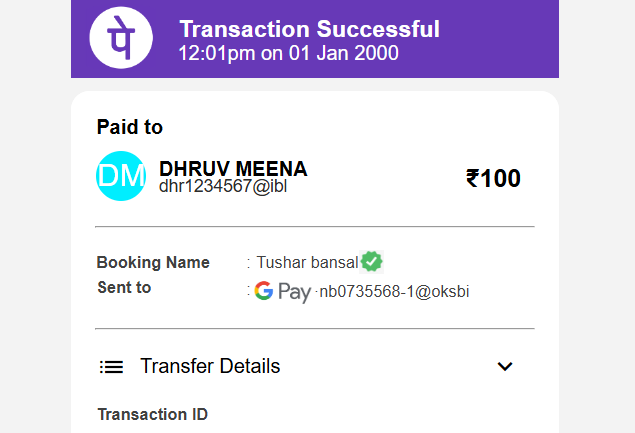 पे
Transaction Successful
12:01pm on 01 Jan 2000
Paid to
DM
DHRUV MEENA
dhr1234567@ibl
₹100
Booking Name : Tushar bansal
Sent to : G Pay ·nb0735568-1@oksbi
Transfer Details
Transaction ID